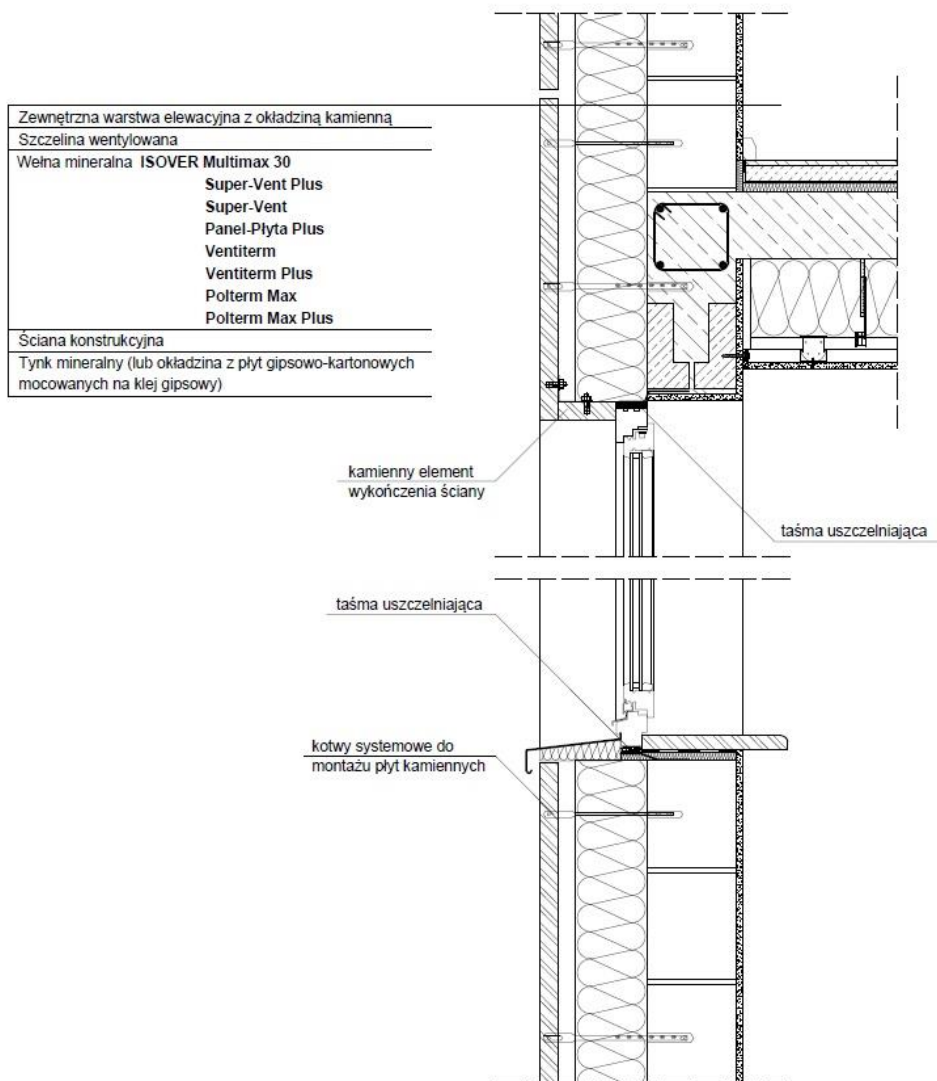 Zewnętrzna warstwa elewacyjna z okładziną kamienną
Szczelina wentylowana
Wełna mineralna ISOVER Multimax 30
Super-Vent Plus
Super-Vent
Panel-Płyta Plus
Ventiterm
Ventiterm Plus
Polterm Max
Polterm Max Plus
Ściana konstrukcyjna
Tynk mineralny (lub okładzina z płyt gipsowo-kartonowych
mocowanych na klej gipsowy)
kamienny element
wykończenia ściany
taśma uszczelniająca
taśma uszczelniająca
kotwy systemowe do
montażu płyt kamiennych